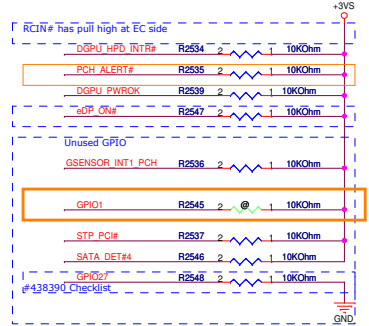 +3VS
RCIN# has pull high at EC side
DGPU_HPD_INTR# R2534 2 1 10KOhm
PCH_ALERT# R2535 2 1 10KOhm
DGPU_PWROK R2539 2 1 10KOhm
eDP_ON# R2547 2 1 10KOhm
Unused GPIO
GSENSOR_INT1_PCH R2536 2 1 10KOhm
GPIO1 R2545 2 @ 1 10KOhm
STP_PCI# R2537 2 1 10KOhm
SATA_DET#4 R2546 2 1 10KOhm
GPIO27 R2548 2 1 10KOhm
#438390 Checklist
GND